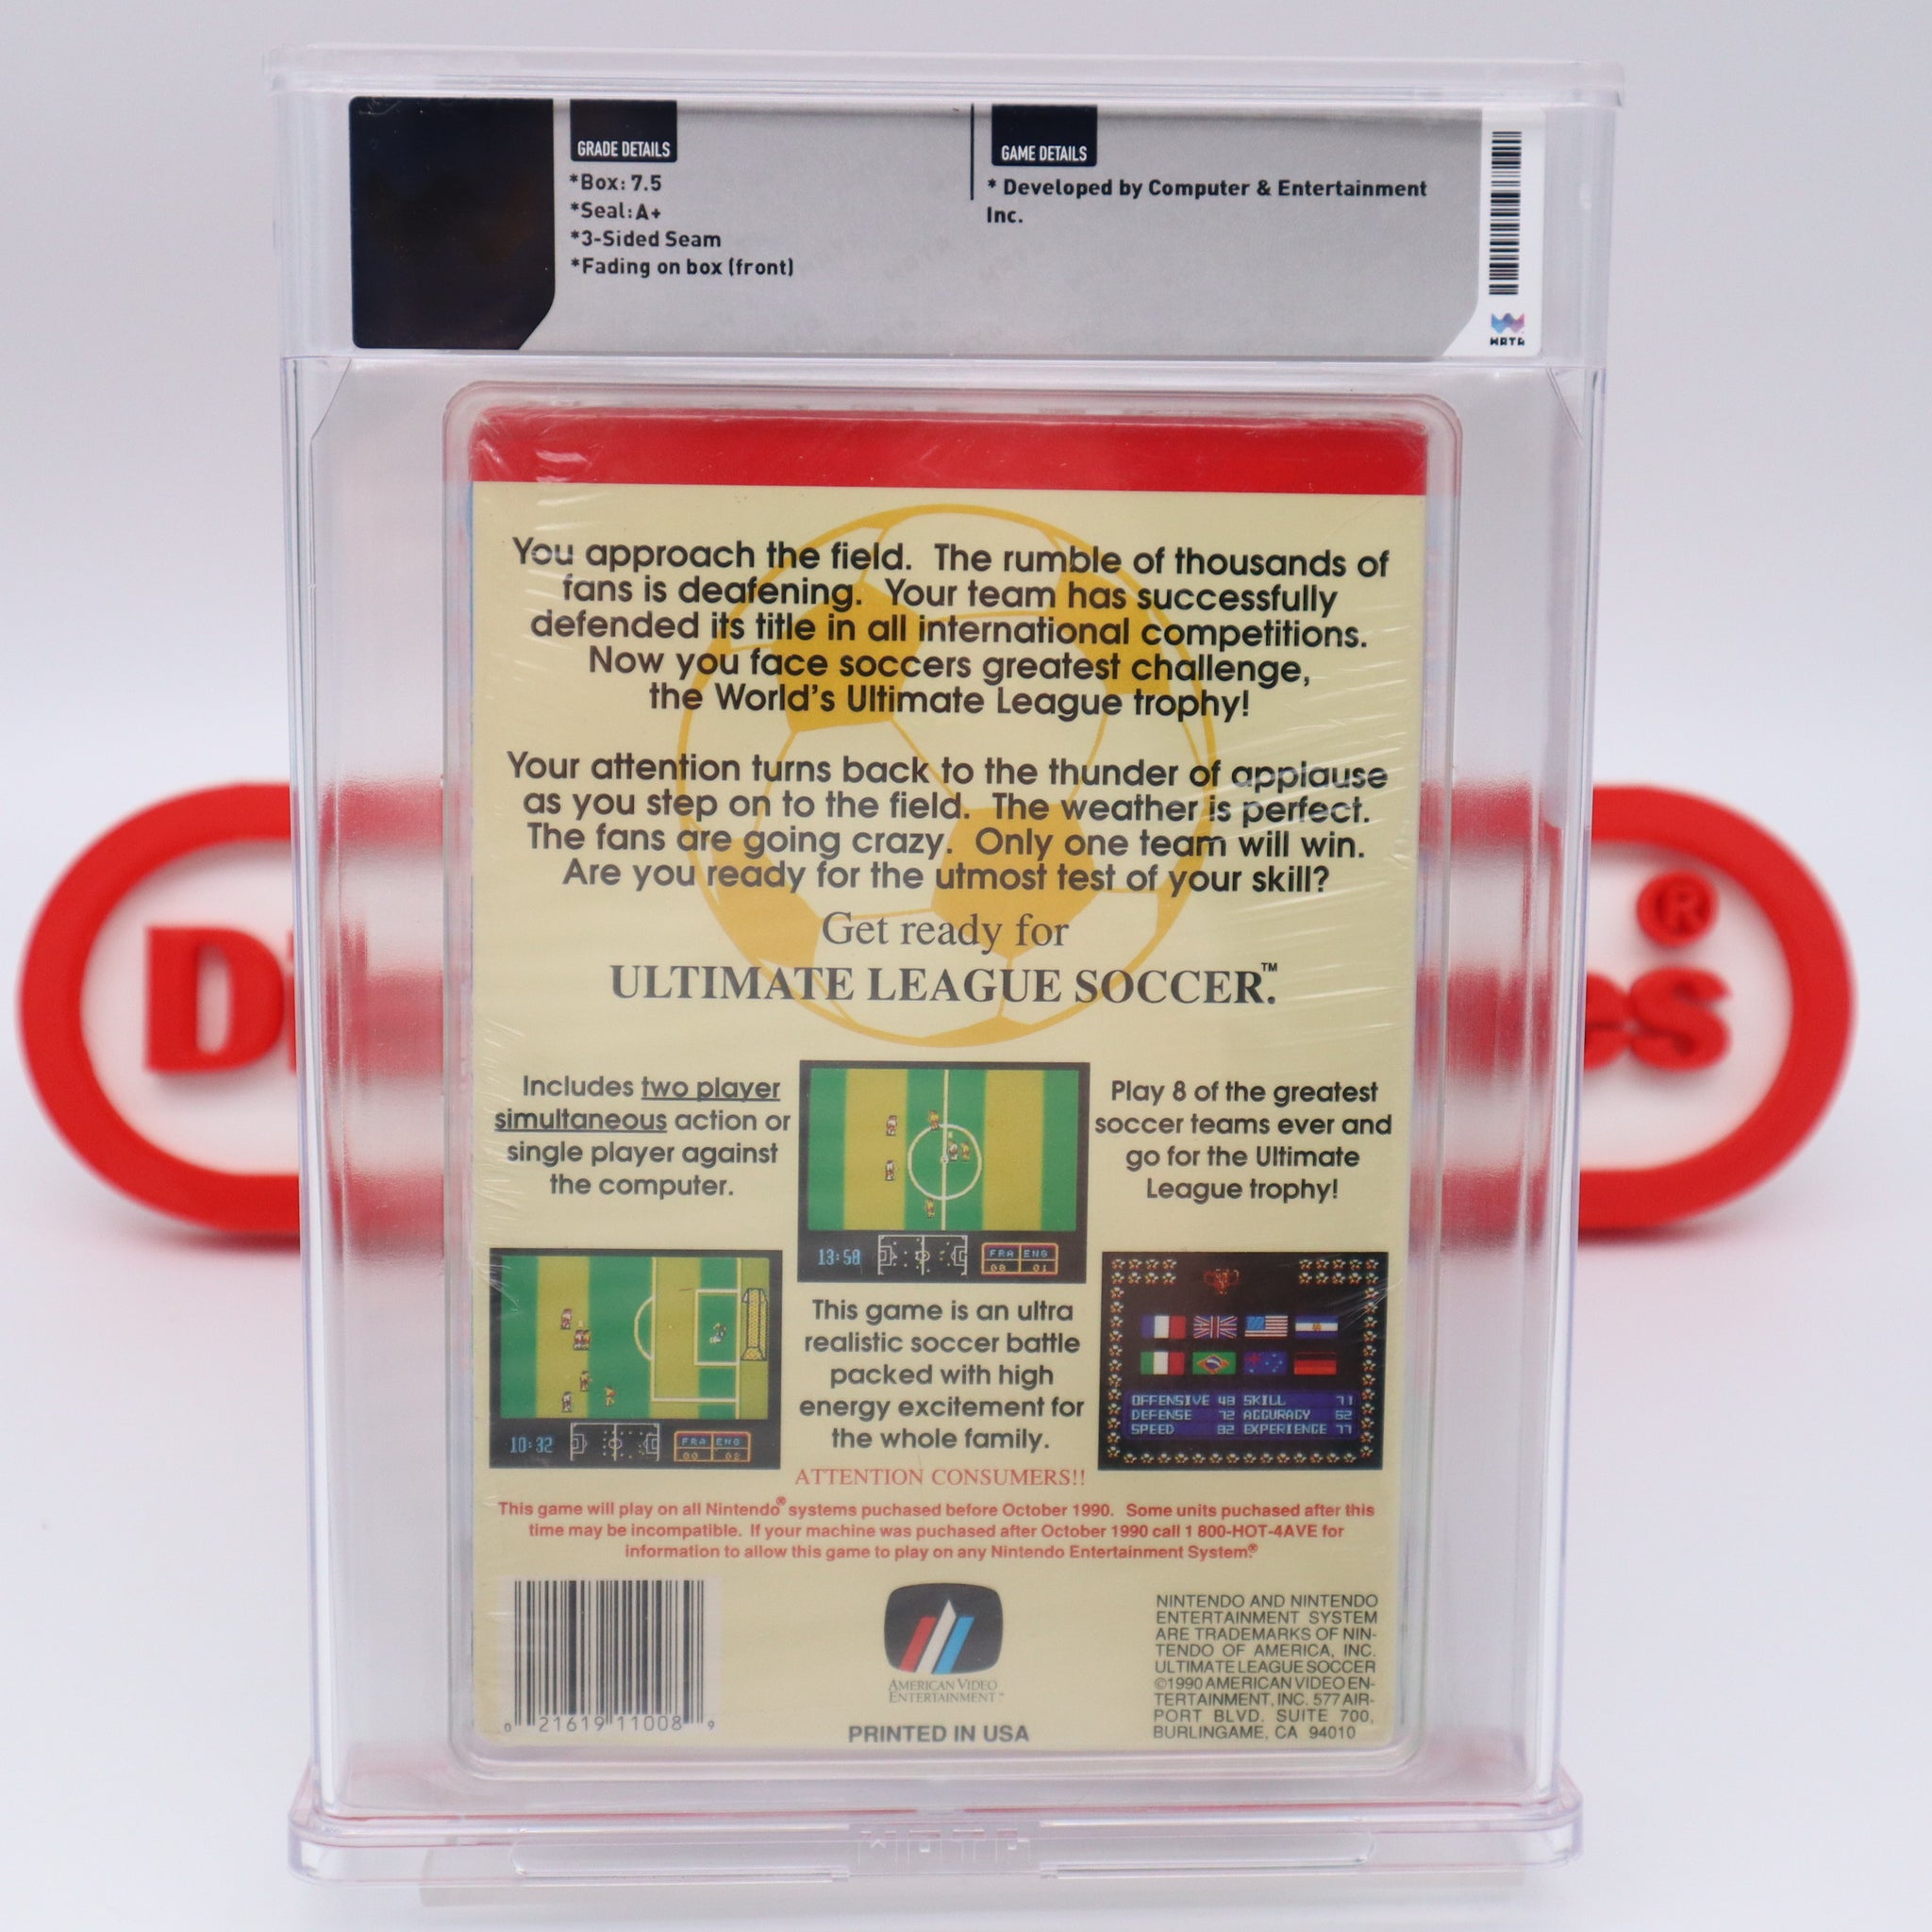 GRADE DETAILS
*Box: 7.5
*Seal: A+
*3-Sided Seam
*Fading on box (front)
GAME DETAILS
* Developed by Computer & Entertainment
Inc.
WATA
You approach the field. The rumble of thousands of
fans is deafening. Your team has successfully
defended its title in all international competitions.
Now you face soccers greatest challenge,
the World's Ultimate League trophy!
Your attention turns back to the thunder of applause
as you step on to the field. The weather is perfect.
The fans are going crazy. Only one team will win.
Are you ready for the utmost test of your skill?
Get ready for
ULTIMATE LEAGUE SOCCER.™
Includes two player
simultaneous action or
single player against
the computer.
13:50
FRA ENG
00 01
Play 8 of the greatest
soccer teams ever and
go for the Ultimate
League trophy!
10:32
FRA ENG
This game is an ultra
realistic soccer battle
packed with high
energy excitement for
the whole family.
OFFENSIVE 48 SKILL 71
DEFENSE 72 ACCURACY 62
SPEED 82 EXPERIENCE 77
ATTENTION CONSUMERS!!
This game will play on all Nintendo® systems puchased before October 1990. Some units puchased after this
time may be incompatible. If your machine was puchased after October 1990 call 1 800-HOT-4AVE for
information to allow this game to play on any Nintendo Entertainment System.®
0 21619 11008 9
AMERICAN VIDEO
ENTERTAINMENT™
PRINTED IN USA
NINTENDO AND NINTENDO
ENTERTAINMENT SYSTEM
ARE TRADEMARKS OF NIN-
TENDO OF AMERICA, INC.
ULTIMATE LEAGUE SOCCER
©1990 AMERICAN VIDEO EN-
TERTAINMENT, INC. 577 AIR-
PORT BLVD. SUITE 700,
BURLINGAME, CA 94010
WATA